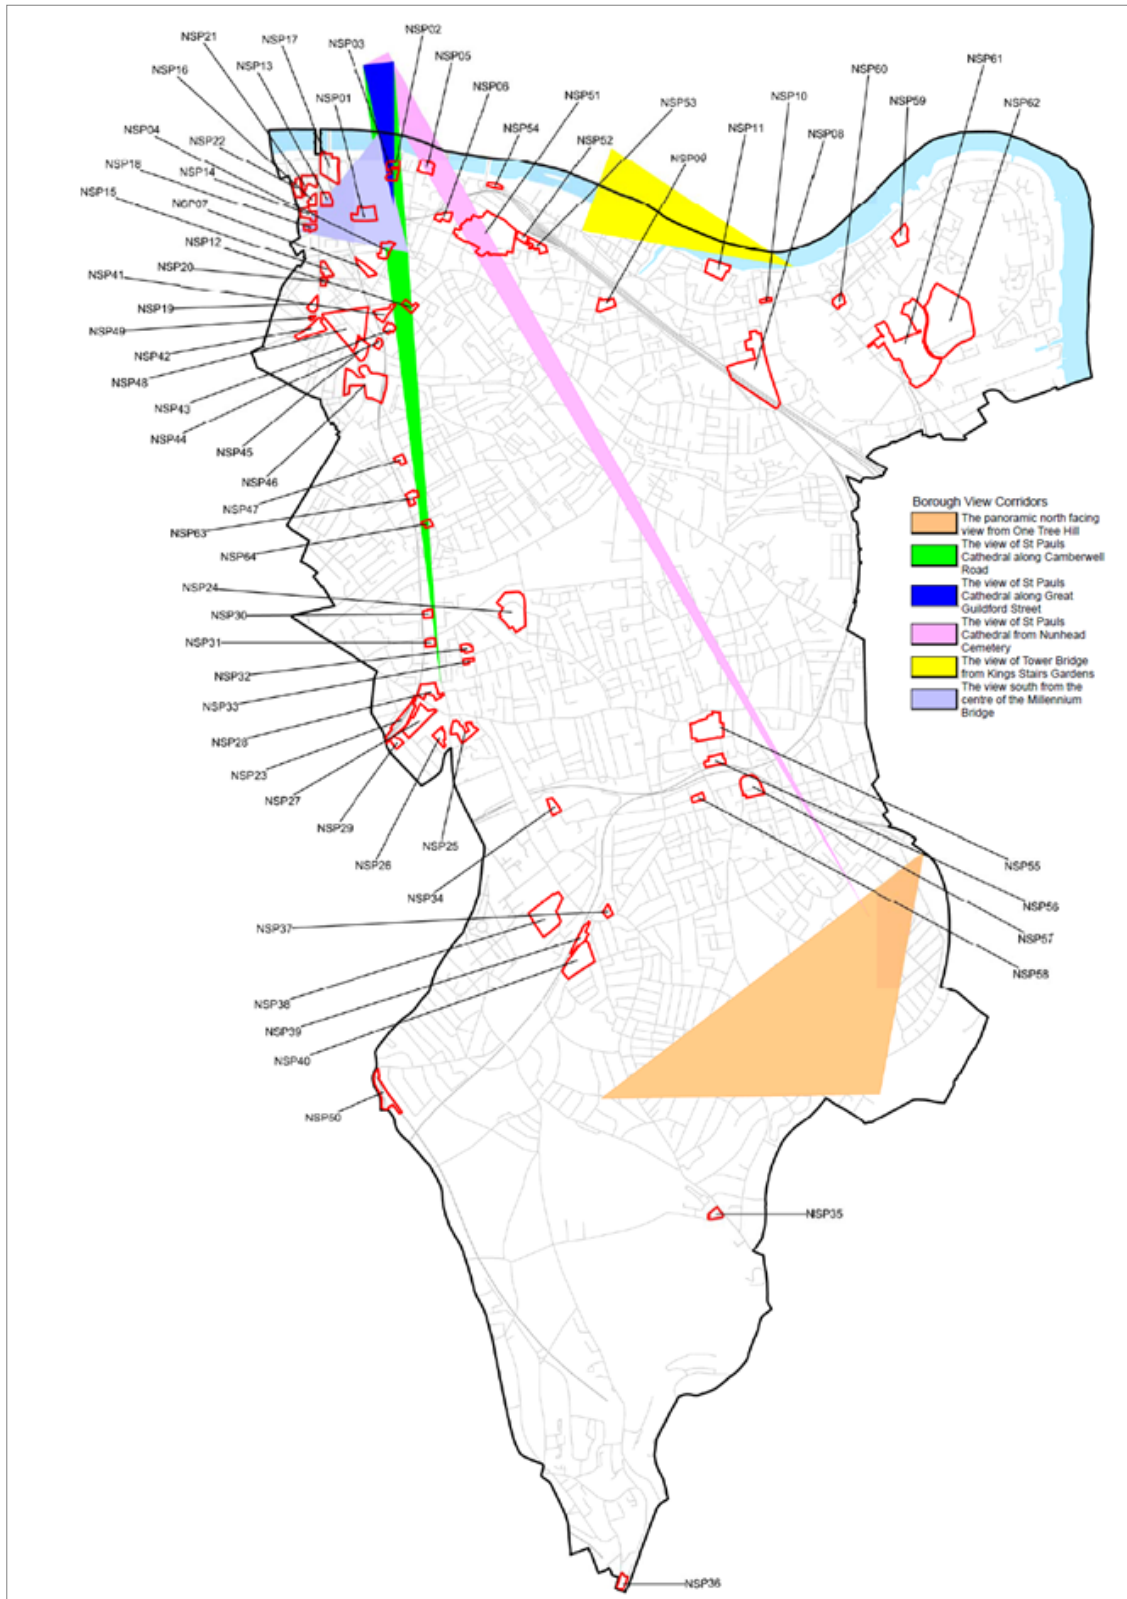 NSP02
NSP17
NSP03
NSP21
NSP05
NSP61
NSP13
NSP16
NSP60
NSP06
NSP01
NSP51
NSP53
NSP10
NSP59
NSP62
NSP04
NSP54
NSP11
NSP22
NSP52
NSP08
NSP18
NSP09
NSP14
NSP15
NSP07
NSP12
NSP20
NSP41
NSP19
NSP49
NSP42
NSP48
NSP43
NSP44
NSP45
NSP46
NSP47
NSP63
NSP64
Borough View Corridors
The panoramic north facing
view from One Tree Hill
The view of St Pauls
Cathedral along Camberwell
Road
The view of St Pauls
Cathedral along Great
Guildford Street
The view of St Pauls
Cathedral from Nunhead
Cemetery
The view of Tower Bridge
from Kings Stairs Gardens
The view south from the
centre of the Millennium
Bridge
NSP24
NSP30
NSP31
NSP32
NSP33
NSP28
NSP23
NSP27
NSP29
NSP26
NSP25
NSP34
NSP55
NSP56
NSP57
NSP58
NSP37
NSP38
NSP39
NSP40
NSP50
NSP35
NSP36